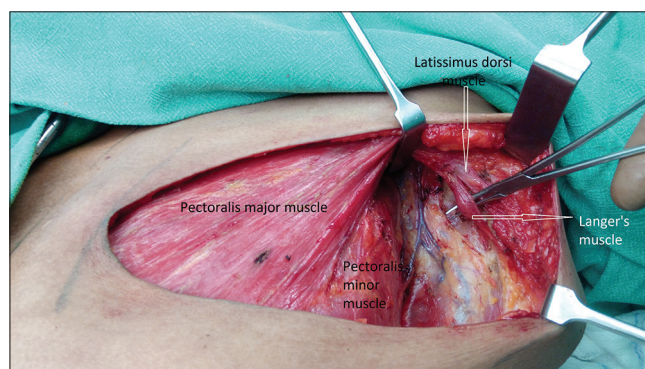 Latissimus dorsi
muscle
Pectoralis major muscle
Langer's
muscle
Pectoralis
minor
muscle